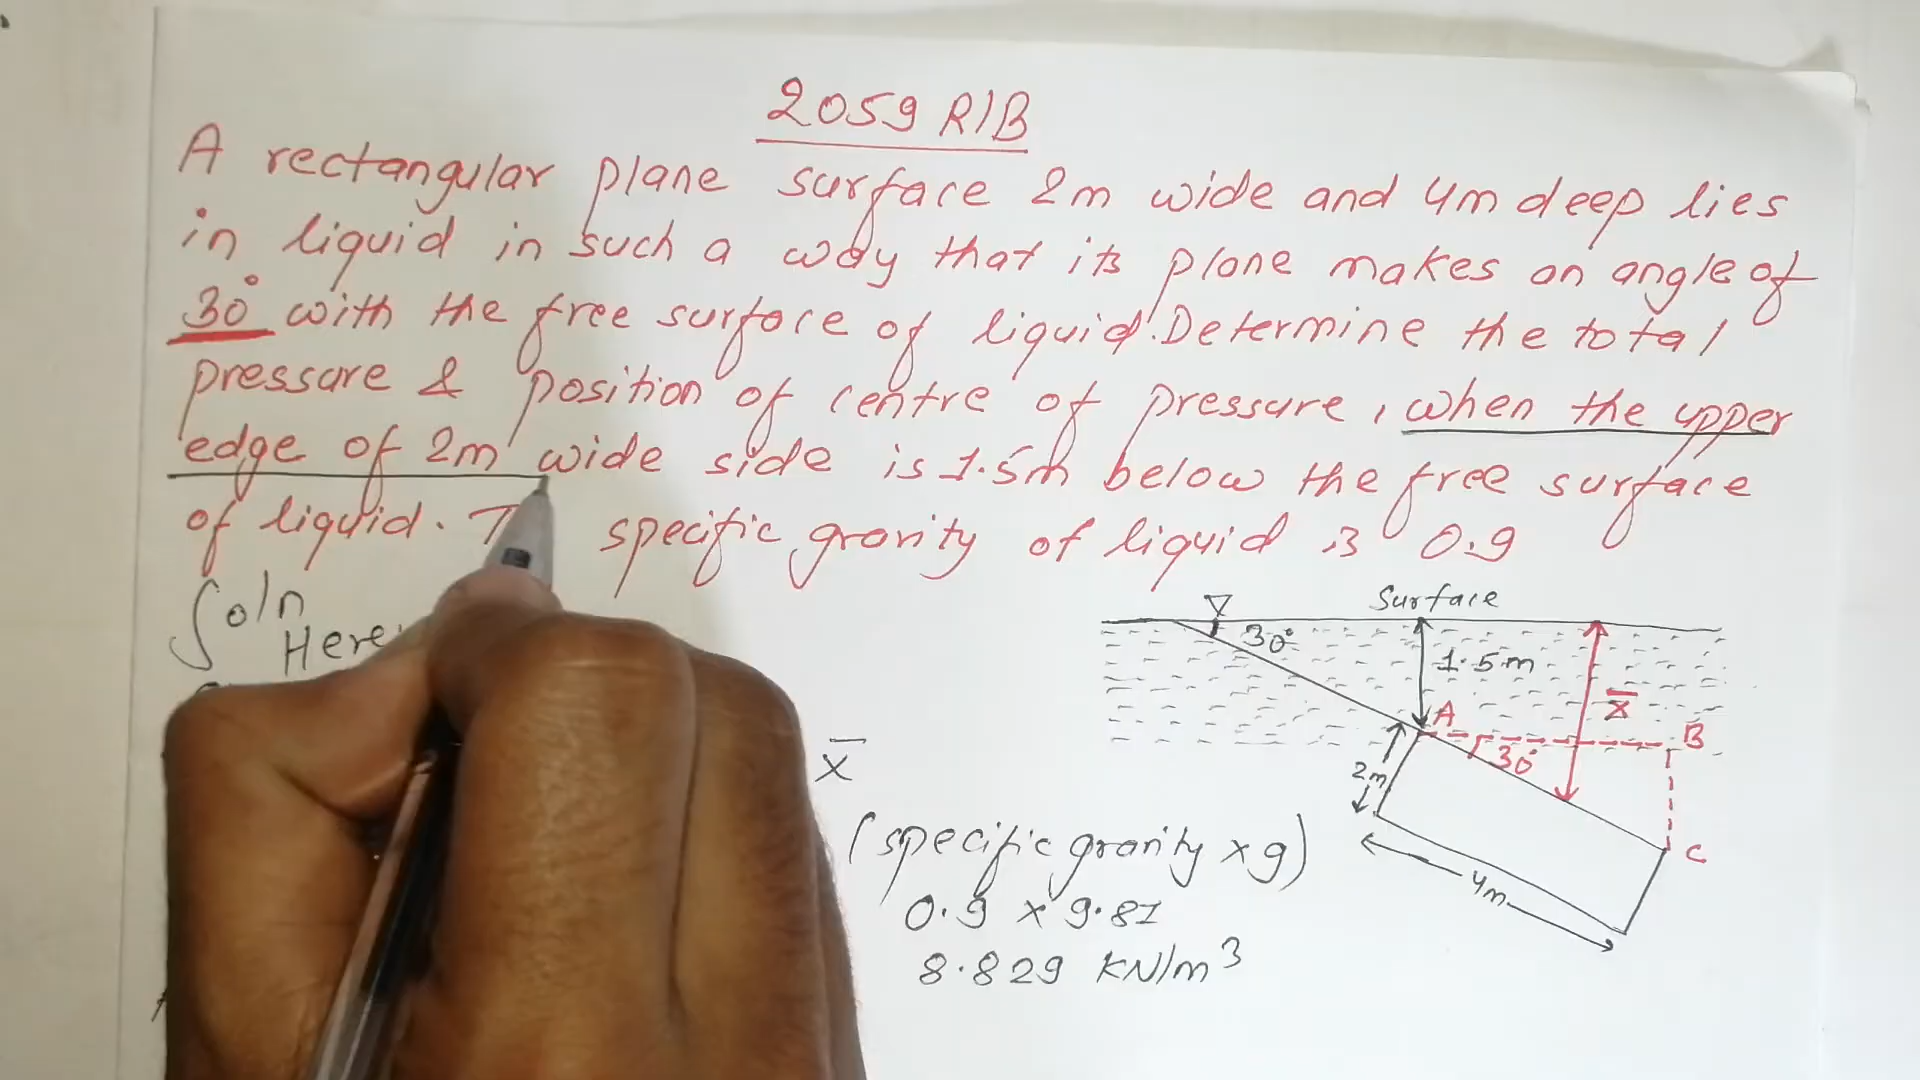 2059 R/B
A rectangular plane surface 2m wide and 4m deep lies
in liquid in such a way that its plane makes an angle of
30° with the free surface of liquid. Determine the total
pressure & position of centre of pressure, when the upper
edge of 2m wide side is 1.5m below the free surface
of liquid. specific gravity of liquid is 0.9
Soln
Here,
Surface
30°
1.5m
x̄
A
B
30°
2m
C
4m
x̄
(specific gravity x g)
0.9 x 9.81
8.829 KN/m³